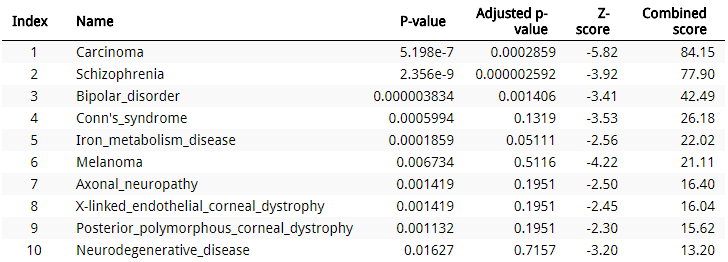 Index Name P-value Adjusted p-value Z-score Combined score
1 Carcinoma 5.198e-7 0.0002859 -5.82 84.15
2 Schizophrenia 2.356e-9 0.000002592 -3.92 77.90
3 Bipolar_disorder 0.000003834 0.001406 -3.41 42.49
4 Conn's_syndrome 0.0005994 0.1319 -3.53 26.18
5 Iron_metabolism_disease 0.0001859 0.05111 -2.56 22.02
6 Melanoma 0.006734 0.5116 -4.22 21.11
7 Axonal_neuropathy 0.001419 0.1951 -2.50 16.40
8 X-linked_endothelial_corneal_dystrophy 0.001419 0.1951 -2.45 16.04
9 Posterior_polymorphous_corneal_dystrophy 0.001132 0.1951 -2.30 15.62
10 Neurodegenerative_disease 0.01627 0.7157 -3.20 13.20